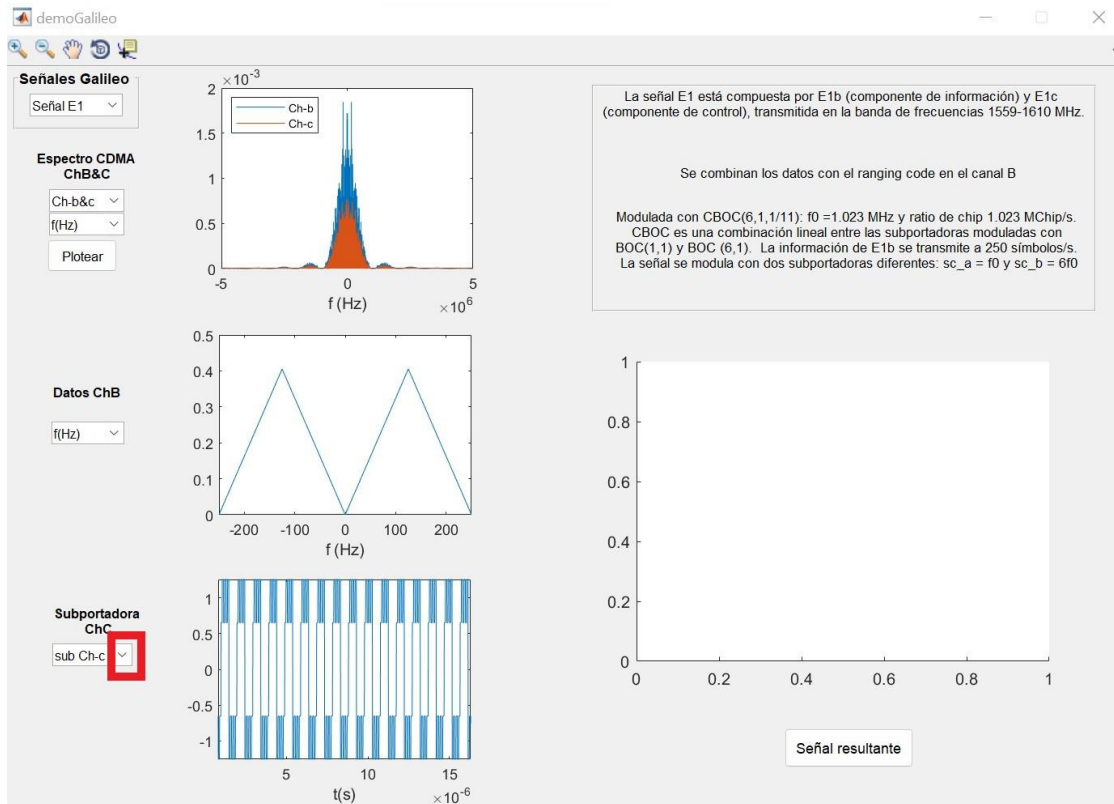 demoGalileo
Señales Galileo
Señal E1
Espectro CDMA
ChB&C
Ch-b&c
f(Hz)
Plotear
×10⁻³
2
1.5
1
0.5
0
Ch-b
Ch-c
-5
0
5
f (Hz)
×10⁶
La señal E1 está compuesta por E1b (componente de información) y E1c
(componente de control), transmitida en la banda de frecuencias 1559-1610 MHz.
Se combinan los datos con el ranging code en el canal B
Modulada con CBOC(6,1,1/11): f0 =1.023 MHz y ratio de chip 1.023 MChip/s.
CBOC es una combinación lineal entre las subportadoras moduladas con
BOC(1,1) y BOC (6,1). La información de E1b se transmite a 250 símbolos/s.
La señal se modula con dos subportadoras diferentes: sc_a = f0 y sc_b = 6f0
Datos ChB
f(Hz)
0.5
0.4
0.3
0.2
0.1
0
-200
-100
0
100
200
f (Hz)
Subportadora
ChC
sub Ch-c
1
0.5
0
-0.5
-1
5
10
15
t(s)
×10⁻⁶
1
0.8
0.6
0.4
0.2
0
0
0.2
0.4
0.6
0.8
1
Señal resultante